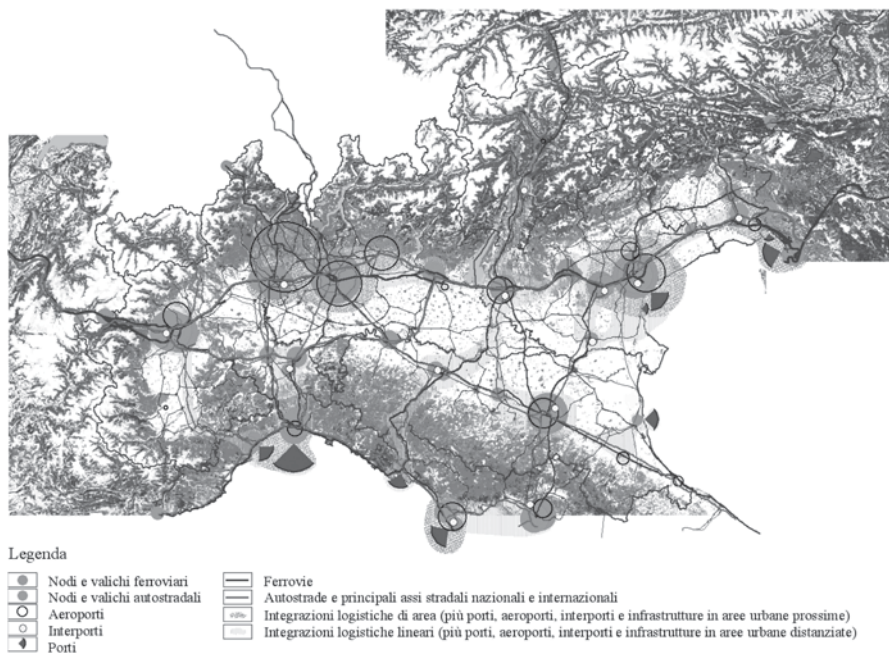 Legenda
Nodi e valichi ferroviari
Nodi e valichi autostradali
Aeroporti
Interporti
Porti
Ferrovie
Autostrade e principali assi stradali nazionali e internazionali
Integrazioni logistiche di area (più porti, aeroporti, interporti e infrastrutture in aree urbane prossime)
Integrazioni logistiche lineari (più porti, aeroporti, interporti e infrastrutture in aree urbane distanziate)